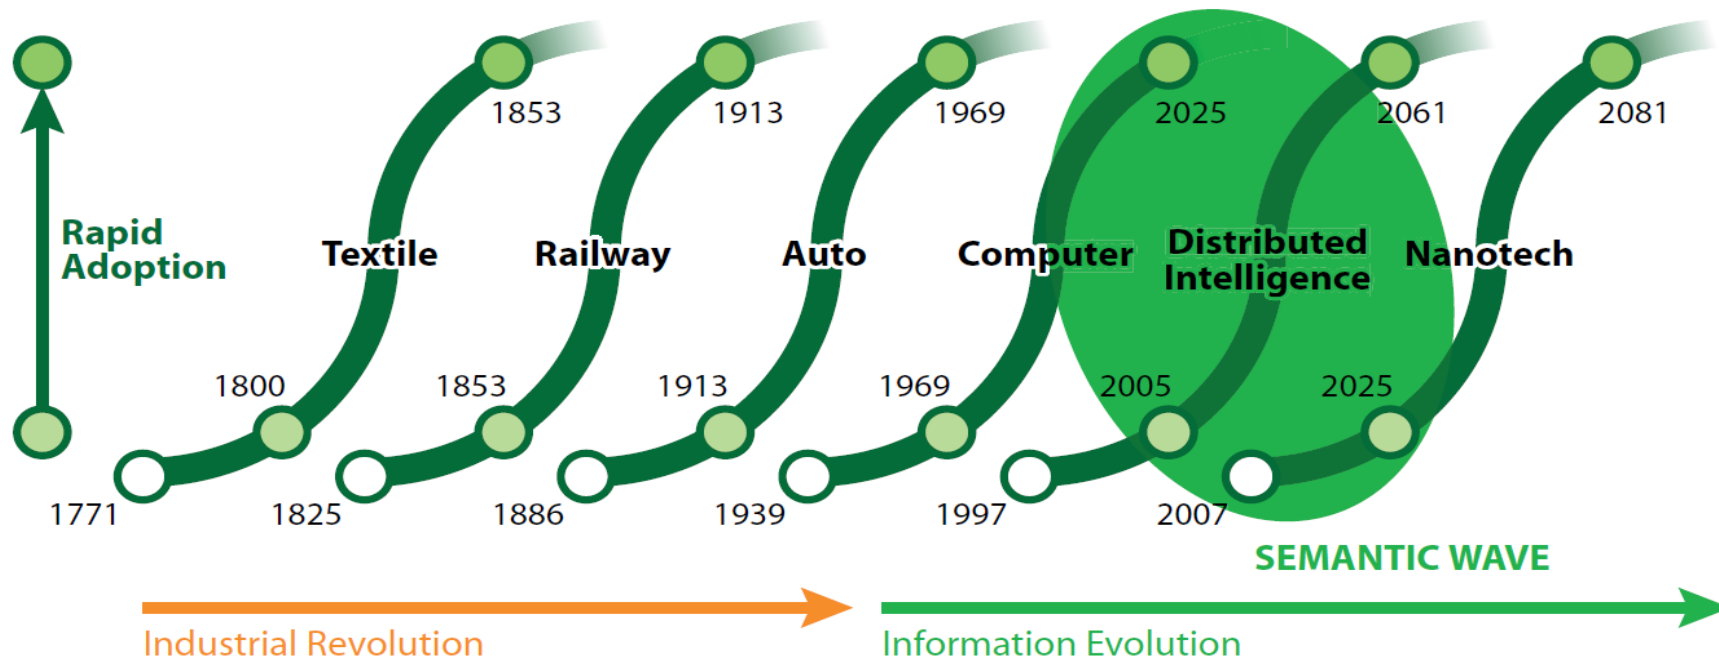 1853
1913
1969
2025
2061
2081
Rapid
Adoption
Textile
Railway
Auto
Computer
Distributed
Intelligence
Nanotech
1800
1853
1913
1969
2005
2025
1771
1825
1886
1939
1997
2007
SEMANTIC WAVE
Industrial Revolution
Information Evolution